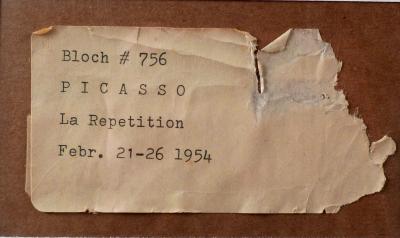 Bloch # 756
P I C A S S O
La Repetition
Febr. 21-26 1954